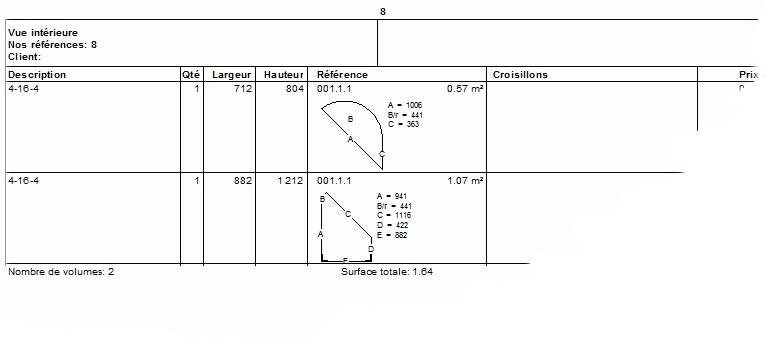 8
Vue intérieure
Nos références: 8
Client:
Description Qté Largeur Hauteur Référence Croisillons Prix
4-16-4 1 712 804 001.1.1 0.57 m²
A = 1006
B/r = 441
C = 363
B
A
C
4-16-4 1 882 1 212 001.1.1 1.07 m²
A = 941
B/r = 441
C = 1116
D = 422
E = 882
B
C
A
D
E
Nombre de volumes: 2 Surface totale: 1.64